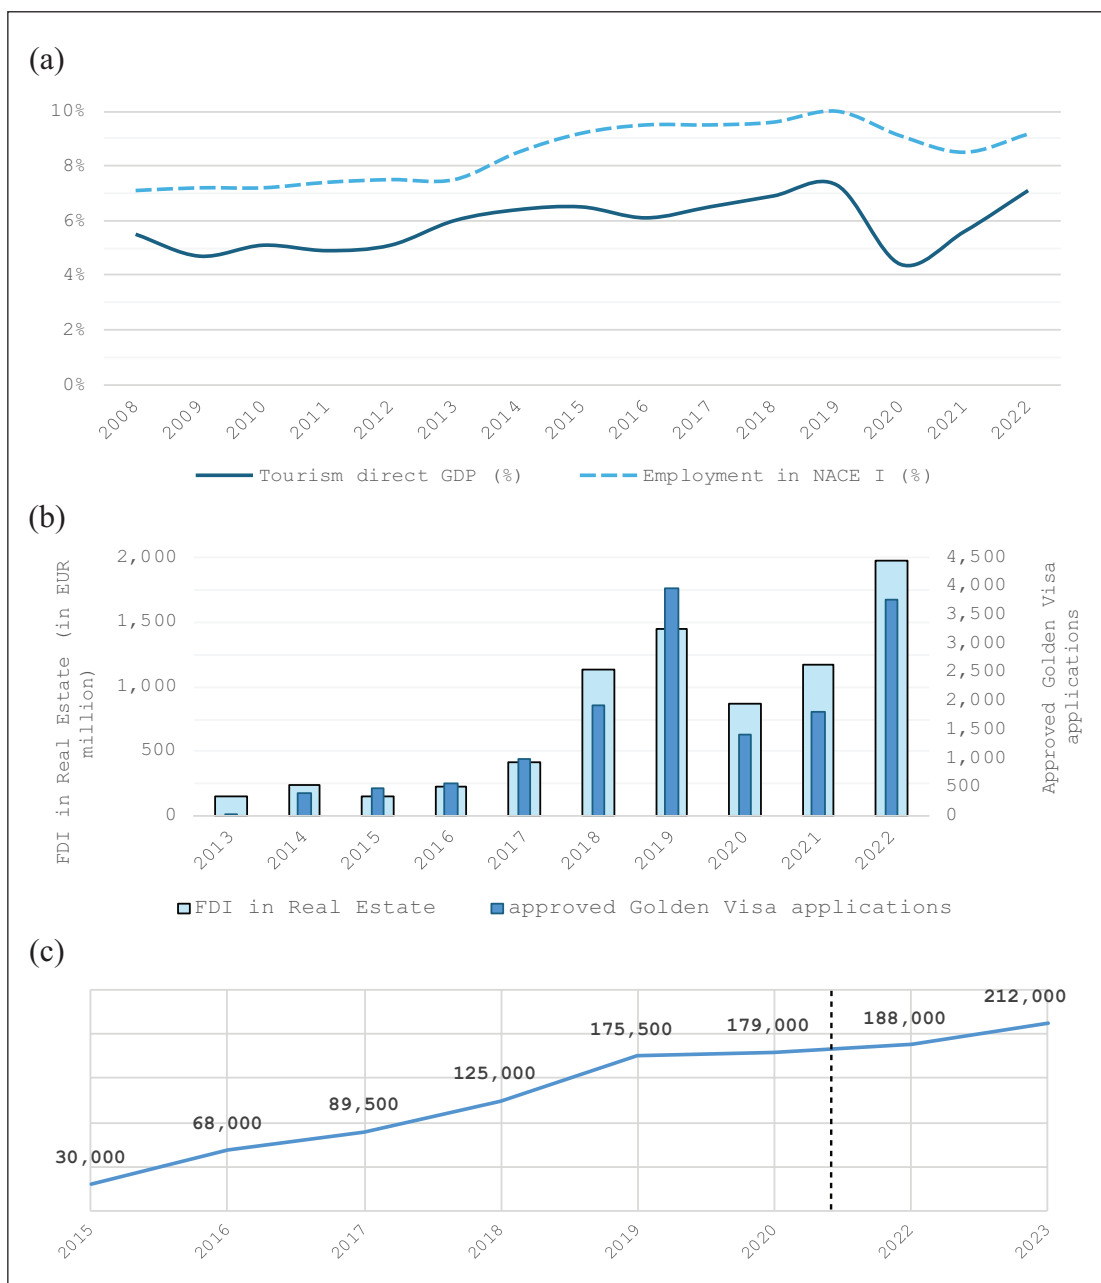 (a)
10%
8%
6%
4%
2%
0%
2008 2009 2010 2011 2012 2013 2014 2015 2016 2017 2018 2019 2020 2021 2022
Tourism direct GDP (%) Employment in NACE I (%)
(b)
FDI in Real Estate (in EUR
million)
2,000
1,500
1,000
500
0
4,500
4,000
3,500
3,000
2,500
2,000
1,500
1,000
500
0
Approved Golden Visa
applications
2013 2014 2015 2016 2017 2018 2019 2020 2021 2022
FDI in Real Estate approved Golden Visa applications
(c)
30,000
68,000
89,500
125,000
175,500
179,000
188,000
212,000
2015 2016 2017 2018 2019 2020 2022 2023